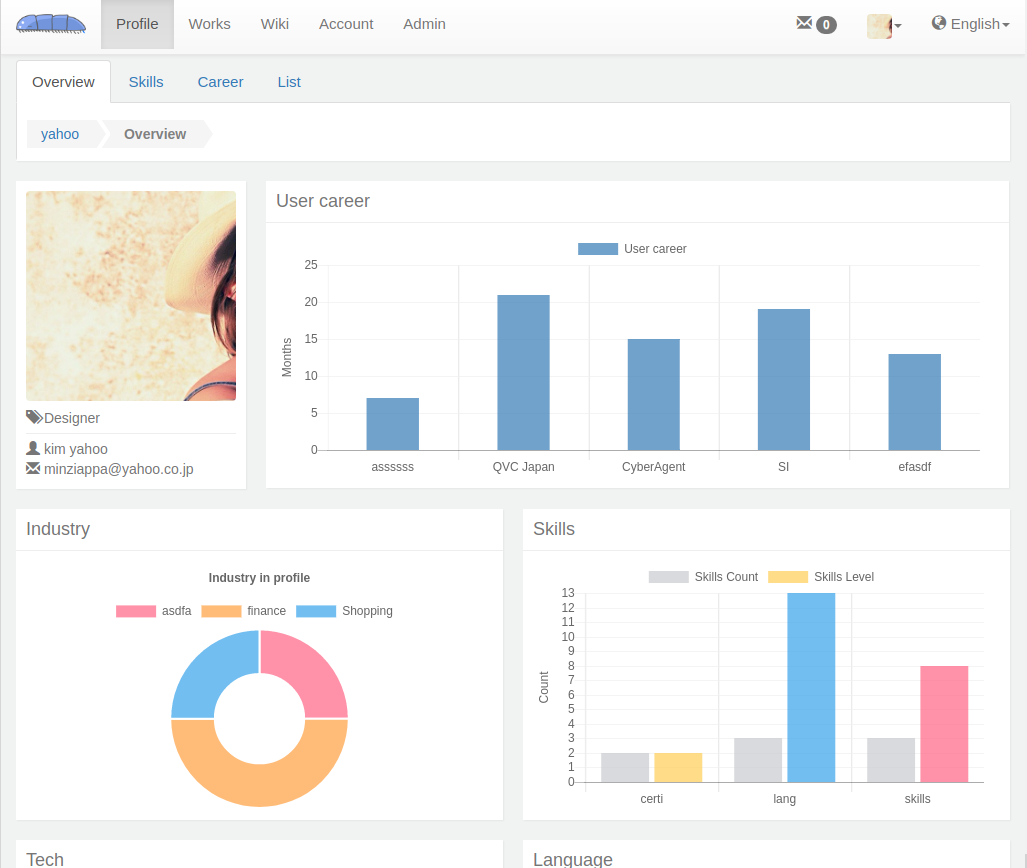 Profile Works Wiki Account Admin 0 English
Overview Skills Career List
yahoo Overview
Designer
kim yahoo
minziappa@yahoo.co.jp
User career
User career
25
20
15
10
5
0
Months
assssss QVC Japan CyberAgent SI efasdf
Industry
Industry in profile
asdfa finance Shopping
Skills
Skills Count Skills Level
13
12
11
10
9
8
7
6
5
4
3
2
1
0
Count
certi lang skills
Tech
Language